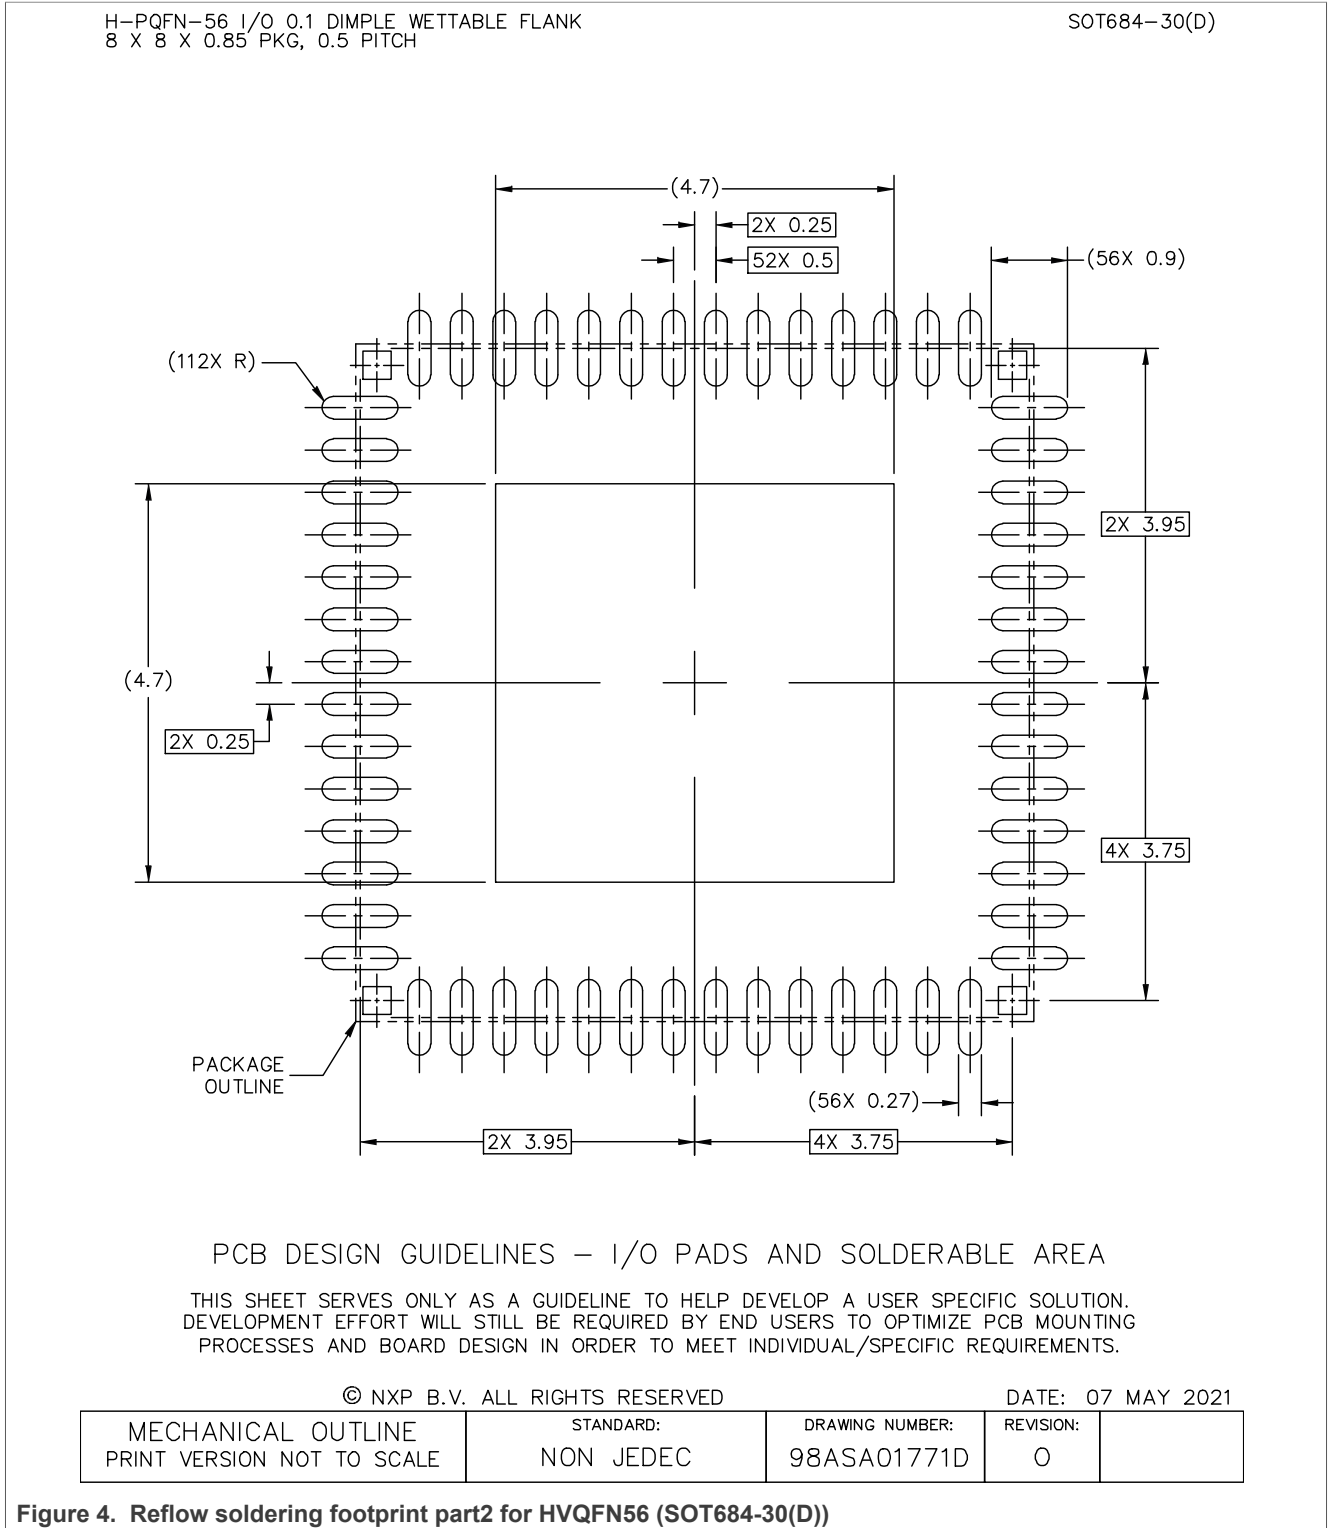 H-PQFN-56 I/O 0.1 DIMPLE WETTABLE FLANK
8 X 8 X 0.85 PKG, 0.5 PITCH
SOT684-30(D)
(4.7)
2X 0.25
52X 0.5
(56X 0.9)
(112X R)
2X 3.95
(4.7)
2X 0.25
4X 3.75
PACKAGE
OUTLINE
(56X 0.27)
2X 3.95
4X 3.75
PCB DESIGN GUIDELINES - I/O PADS AND SOLDERABLE AREA
THIS SHEET SERVES ONLY AS A GUIDELINE TO HELP DEVELOP A USER SPECIFIC SOLUTION.
DEVELOPMENT EFFORT WILL STILL BE REQUIRED BY END USERS TO OPTIMIZE PCB MOUNTING
PROCESSES AND BOARD DESIGN IN ORDER TO MEET INDIVIDUAL/SPECIFIC REQUIREMENTS.
© NXP B.V. ALL RIGHTS RESERVED
DATE: 07 MAY 2021
MECHANICAL OUTLINE
PRINT VERSION NOT TO SCALE
STANDARD:
NON JEDEC
DRAWING NUMBER:
98ASA01771D
REVISION:
O
Figure 4. Reflow soldering footprint part2 for HVQFN56 (SOT684-30(D))